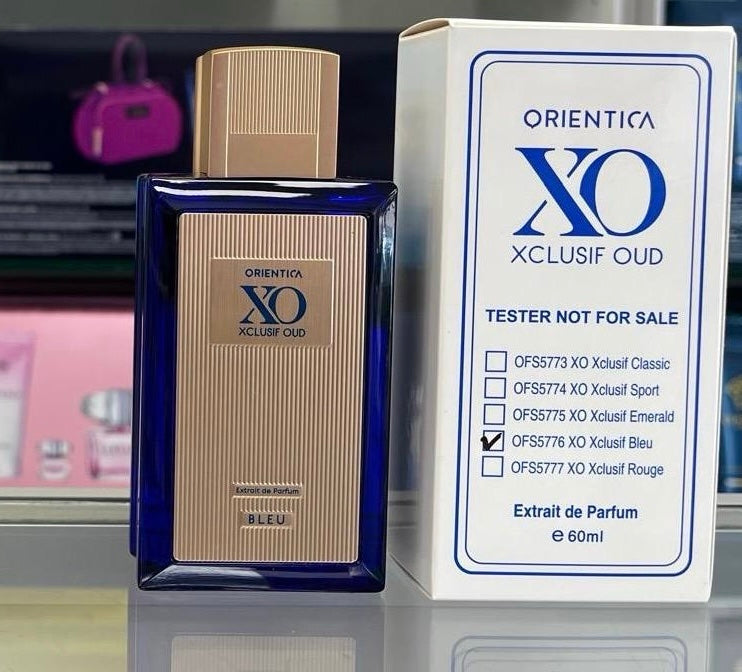 ORIENTICA
XO
XCLUSIF OUD
Extrait de Parfum
BLEU
ORIENTICA
XO
XCLUSIF OUD
TESTER NOT FOR SALE
OFS5773 XO Xclusif Classic
OFS5774 XO Xclusif Sport
OFS5775 XO Xclusif Emerald
OFS5776 XO Xclusif Bleu
OFS5777 XO Xclusif Rouge
Extrait de Parfum
℮ 60ml